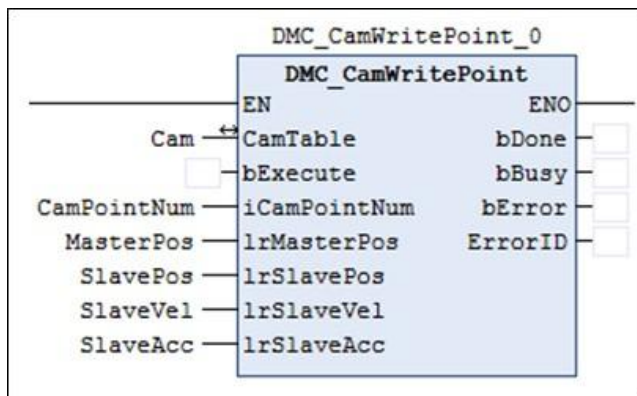 DMC_CamWritePoint_0
DMC_CamWritePoint
EN ENO
Cam CamTable bDone
bExecute bBusy
CamPointNum iCamPointNum bError
MasterPos lrMasterPos ErrorID
SlavePos lrSlavePos
SlaveVel lrSlaveVel
SlaveAcc lrSlaveAcc